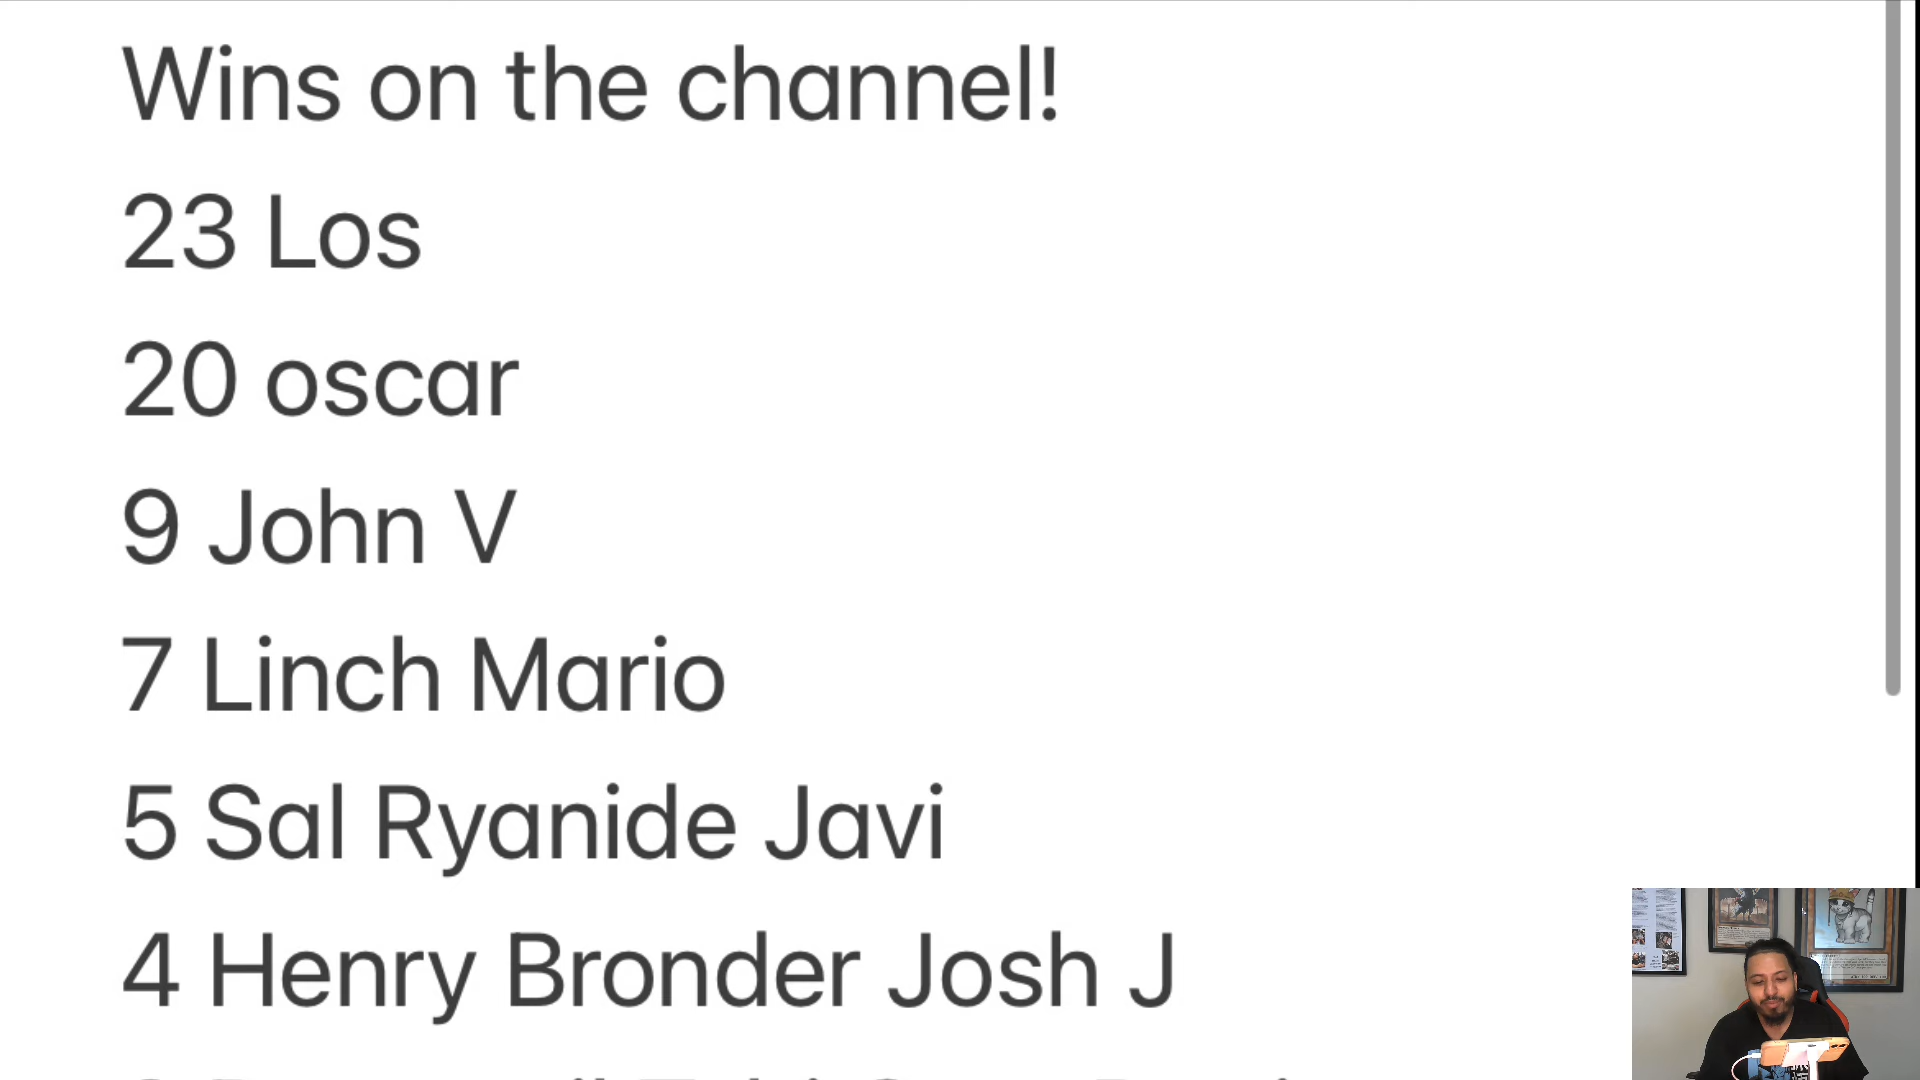 Wins on the channel!
23 Los
20 oscar
9 John V
7 Linch Mario
5 Sal Ryanide Javi
4 Henry Bronder Josh J